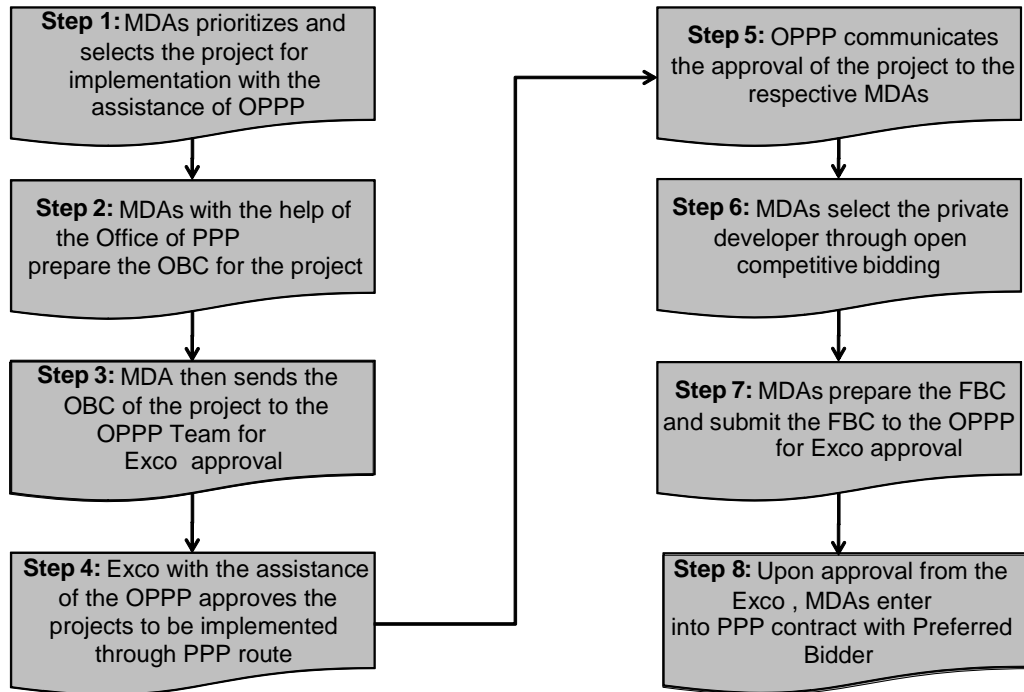 Step 1: MDAs prioritizes and
selects the project for
implementation with the
assistance of OPPP
Step 2: MDAs with the help of
the Office of PPP
prepare the OBC for the project
Step 3: MDA then sends the
OBC of the project to the
OPPP Team for
Exco approval
Step 4: Exco with the assistance
of the OPPP approves the
projects to be implemented
through PPP route
Step 5: OPPP communicates
the approval of the project to the
respective MDAs
Step 6: MDAs select the private
developer through open
competitive bidding
Step 7: MDAs prepare the FBC
and submit the FBC to the OPPP
for Exco approval
Step 8: Upon approval from the
Exco , MDAs enter
into PPP contract with Preferred
Bidder